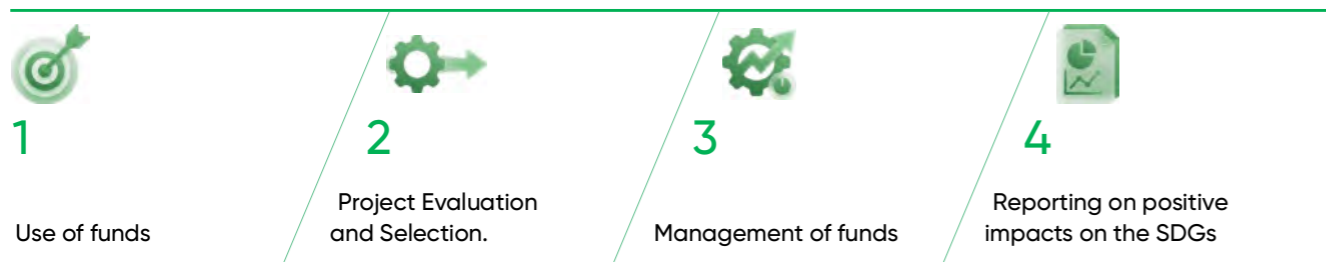 1
Use of funds
2
Project Evaluation
and Selection.
3
Management of funds
4
Reporting on positive
impacts on the SDGs